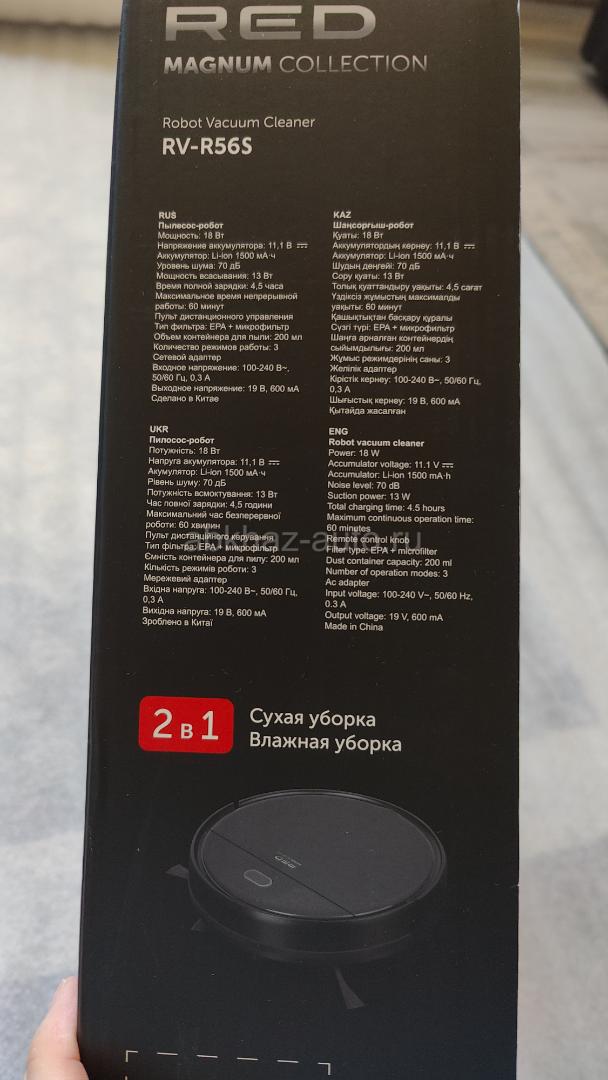 RED
MAGNUM COLLECTION
Robot Vacuum Cleaner
RV-R56S
RUS
Пылесос-робот
Мощность: 18 Вт
Напряжение аккумулятора: 11,1 В
Аккумулятор: Li-ion 1500 мА·ч
Уровень шума: 70 дБ
Мощность всасывания: 13 Вт
Время полной зарядки: 4,5 часа
Максимальное время непрерывной
работы: 60 минут
Пульт дистанционного управления
Тип фильтра: EPA + микрофильтр
Объем контейнера для пыли: 200 мл
Количество режимов работы: 3
Сетевой адаптер
Входное напряжение: 100-240 В~,
50/60 Гц, 0,3 А
Выходное напряжение: 19 В, 600 мА
Сделано в Китае
KAZ
Шаңсорғыш-робот
Қуаты: 18 Вт
Аккумулятордың кернеу: 11,1 В
Аккумулятор: Li-ion 1500 мА·ч
Шудың деңгейі: 70 дБ
Сору қуаты: 13 Вт
Толық қуаттандыру уақыты: 4,5 сағат
Үздіксіз жұмыстың максималды
уақыты: 60 минут
Қашықтықтан басқару құралы
Сүзгі түрі: EPA + микрофильтр
Шаңға арналған контейнердің
сыйымдылығы: 200 мл
Жұмыс режимдерінің саны: 3
Желілік адаптер
Кірістік кернеу: 100-240 В~, 50/60 Гц,
0,3 А
Шығыстық кернеу: 19 В, 600 мА
Қытайда жасалған
UKR
Пилосос-робот
Потужність: 18 Вт
Напруга акумулятора: 11,1 В
Акумулятор: Li-ion 1500 мА·ч
Рівень шуму: 70 дБ
Потужність всмоктування: 13 Вт
Час повної зарядки: 4,5 години
Максимальний час безперервної
роботи: 60 хвилин
Пульт дистанційного керування
Тип фільтра: EPA + мікрофільтр
Ємність контейнера для пилу: 200 мл
Кількість режимів роботи: 3
Мережевий адаптер
Вхідна напруга: 100-240 В~, 50/60 Гц,
0,3 А
Вихідна напруга: 19 В, 600 мА
Зроблено в Китаї
ENG
Robot vacuum cleaner
Power: 18 W
Accumulator voltage: 11.1 V
Accumulator: Li-ion 1500 mA·h
Noise level: 70 dB
Suction power: 13 W
Total charging time: 4.5 hours
Maximum continuous operation time:
60 minutes
Remote control knob
Filter type: EPA + microfilter
Dust container capacity: 200 ml
Number of operation modes: 3
Ac adapter
Input voltage: 100-240 V~, 50/60 Hz,
0.3 A
Output voltage: 19 V, 600 mA
Made in China
abkhaz-auto.ru
2 в 1
Сухая уборка
Влажная уборка
RED